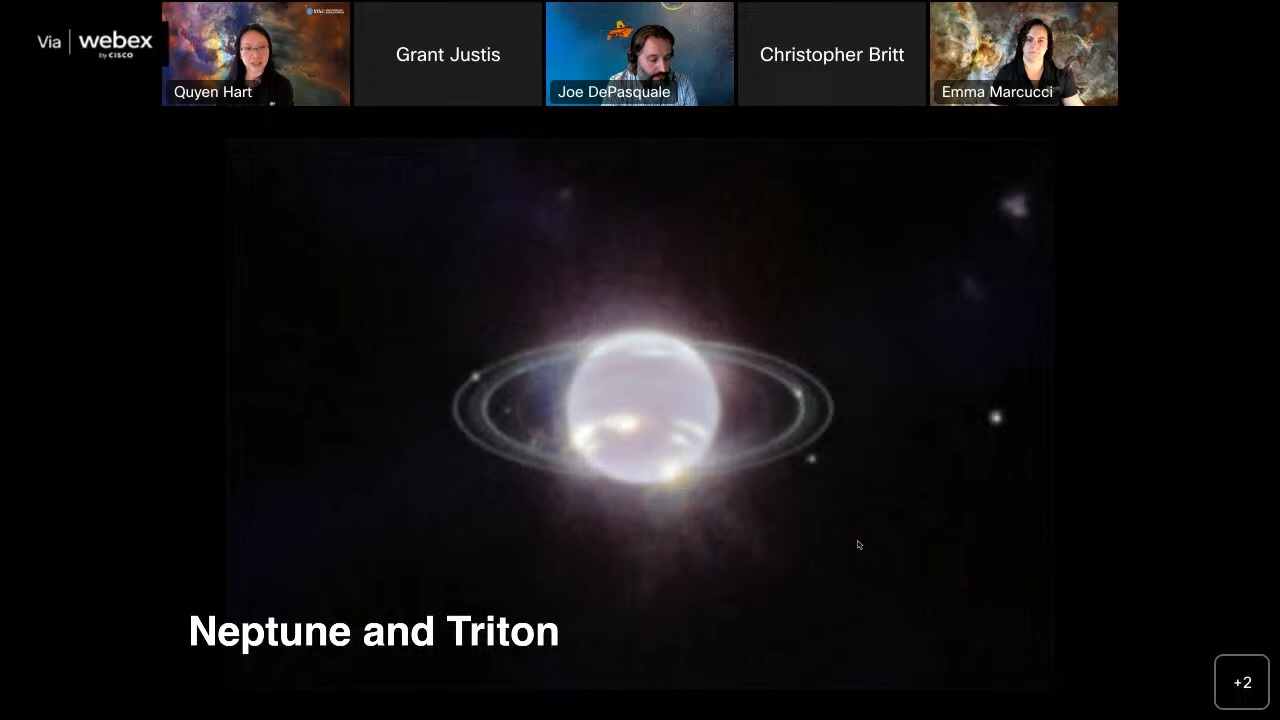 Via webex
by CISCO
Quyen Hart
Grant Justis
Joe DePasquale
Christopher Britt
Emma Marcucci
Neptune and Triton
+2